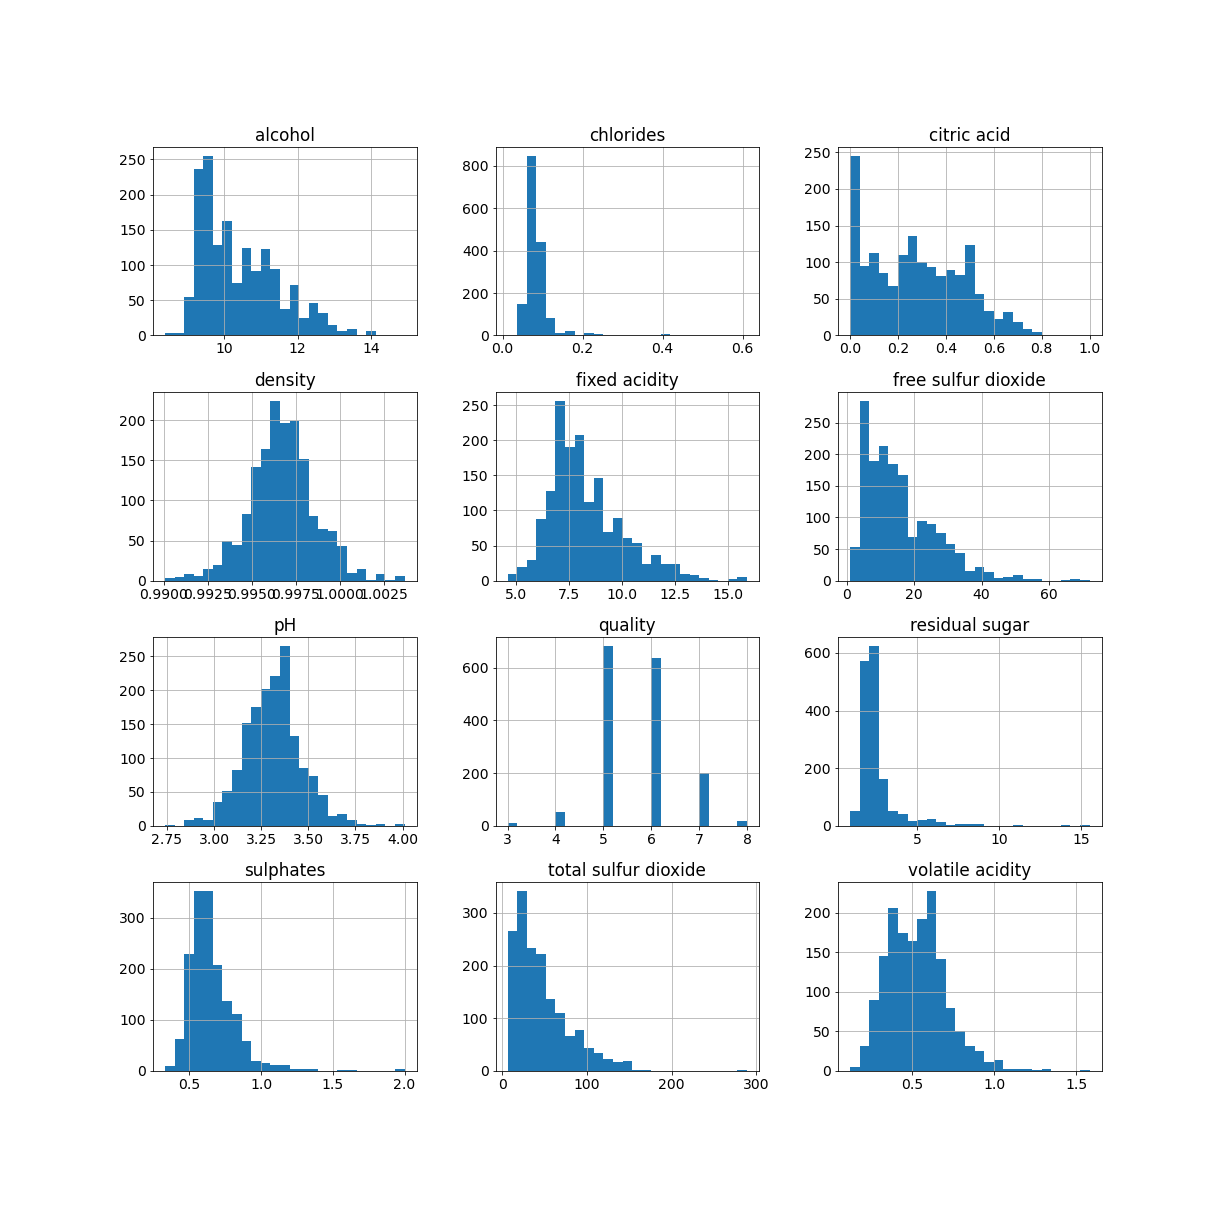 alcohol
250
200
150
100
50
0
10 12 14
chlorides
800
600
400
200
0
0.0 0.2 0.4 0.6
citric acid
250
200
150
100
50
0
0.0 0.2 0.4 0.6 0.8 1.0
density
200
150
100
50
0
0.9900 0.9925 0.9950 0.9975 1.0000 1.0025
fixed acidity
250
200
150
100
50
0
5.0 7.5 10.0 12.5 15.0
free sulfur dioxide
250
200
150
100
50
0
0 20 40 60
pH
250
200
150
100
50
0
2.75 3.00 3.25 3.50 3.75 4.00
quality
600
400
200
0
3 4 5 6 7 8
residual sugar
600
400
200
0
5 10 15
sulphates
300
200
100
0
0.5 1.0 1.5 2.0
total sulfur dioxide
300
200
100
0
0 100 200 300
volatile acidity
200
150
100
50
0
0.5 1.0 1.5